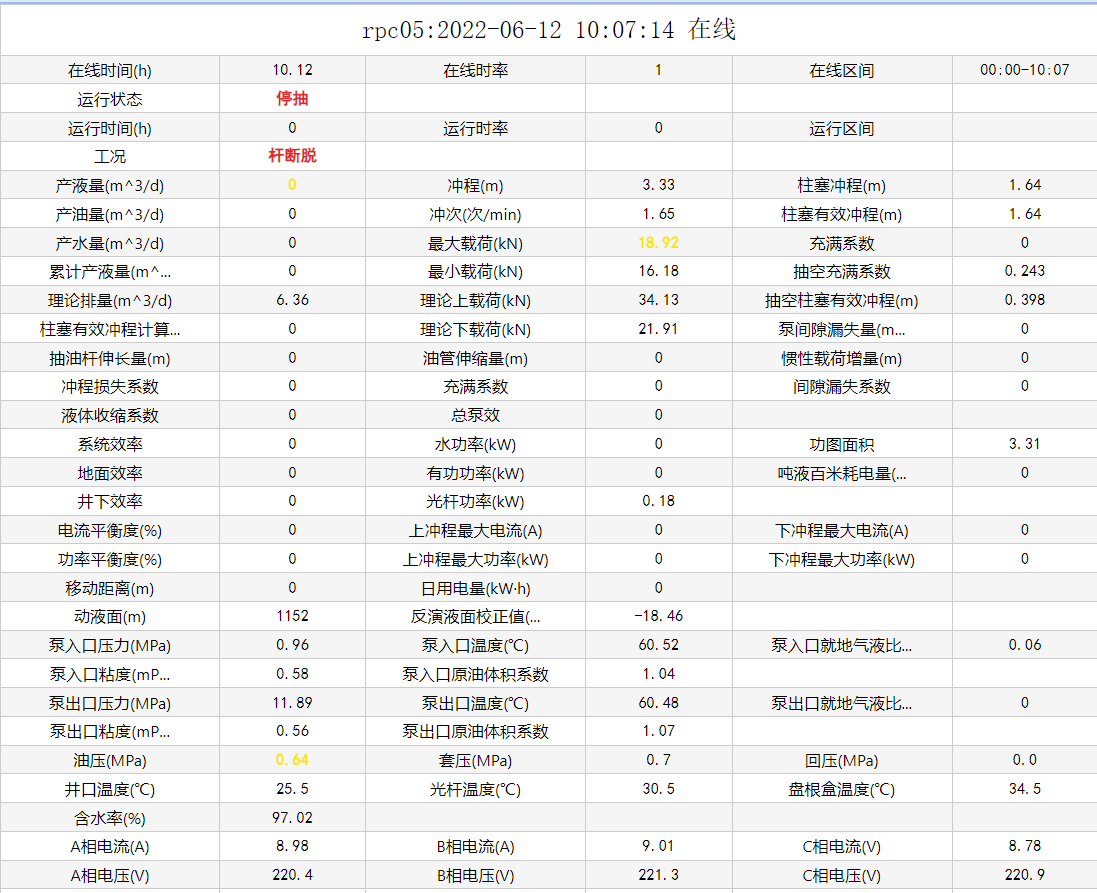 rpc05:2022-06-12 10:07:14 在线
在线时间(h) 10.12 在线时率 1 在线区间 00:00-10:07
运行状态 停抽
运行时间(h) 0 运行时率 0 运行区间
工况 杆断脱
产液量(m^3/d) 0 冲程(m) 3.33 柱塞冲程(m) 1.64
产油量(m^3/d) 0 冲次(次/min) 1.65 柱塞有效冲程(m) 1.64
产水量(m^3/d) 0 最大载荷(kN) 18.92 充满系数 0
累计产液量(m^... 0 最小载荷(kN) 16.18 抽空充满系数 0.243
理论排量(m^3/d) 6.36 理论上载荷(kN) 34.13 抽空柱塞有效冲程(m) 0.398
柱塞有效冲程计算... 0 理论下载荷(kN) 21.91 泵间隙漏失量(m... 0
抽油杆伸长量(m) 0 油管伸缩量(m) 0 惯性载荷增量(m) 0
冲程损失系数 0 充满系数 0 间隙漏失系数 0
液体收缩系数 0 总泵效 0
系统效率 0 水功率(kW) 0 功图面积 3.31
地面效率 0 有功功率(kW) 0 吨液百米耗电量(... 0
井下效率 0 光杆功率(kW) 0.18
电流平衡度(%) 0 上冲程最大电流(A) 0 下冲程最大电流(A) 0
功率平衡度(%) 0 上冲程最大功率(kW) 0 下冲程最大功率(kW) 0
移动距离(m) 0 日用电量(kW·h) 0
动液面(m) 1152 反演液面校正值(... -18.46
泵入口压力(MPa) 0.96 泵入口温度(℃) 60.52 泵入口就地气液比... 0.06
泵入口粘度(mP... 0.58 泵入口原油体积系数 1.04
泵出口压力(MPa) 11.89 泵出口温度(℃) 60.48 泵出口就地气液比... 0
泵出口粘度(mP... 0.56 泵出口原油体积系数 1.07
油压(MPa) 0.64 套压(MPa) 0.7 回压(MPa) 0.0
井口温度(℃) 25.5 光杆温度(℃) 30.5 盘根盒温度(℃) 34.5
含水率(%) 97.02
A相电流(A) 8.98 B相电流(A) 9.01 C相电流(V) 8.78
A相电压(V) 220.4 B相电压(V) 221.3 C相电压(V) 220.9